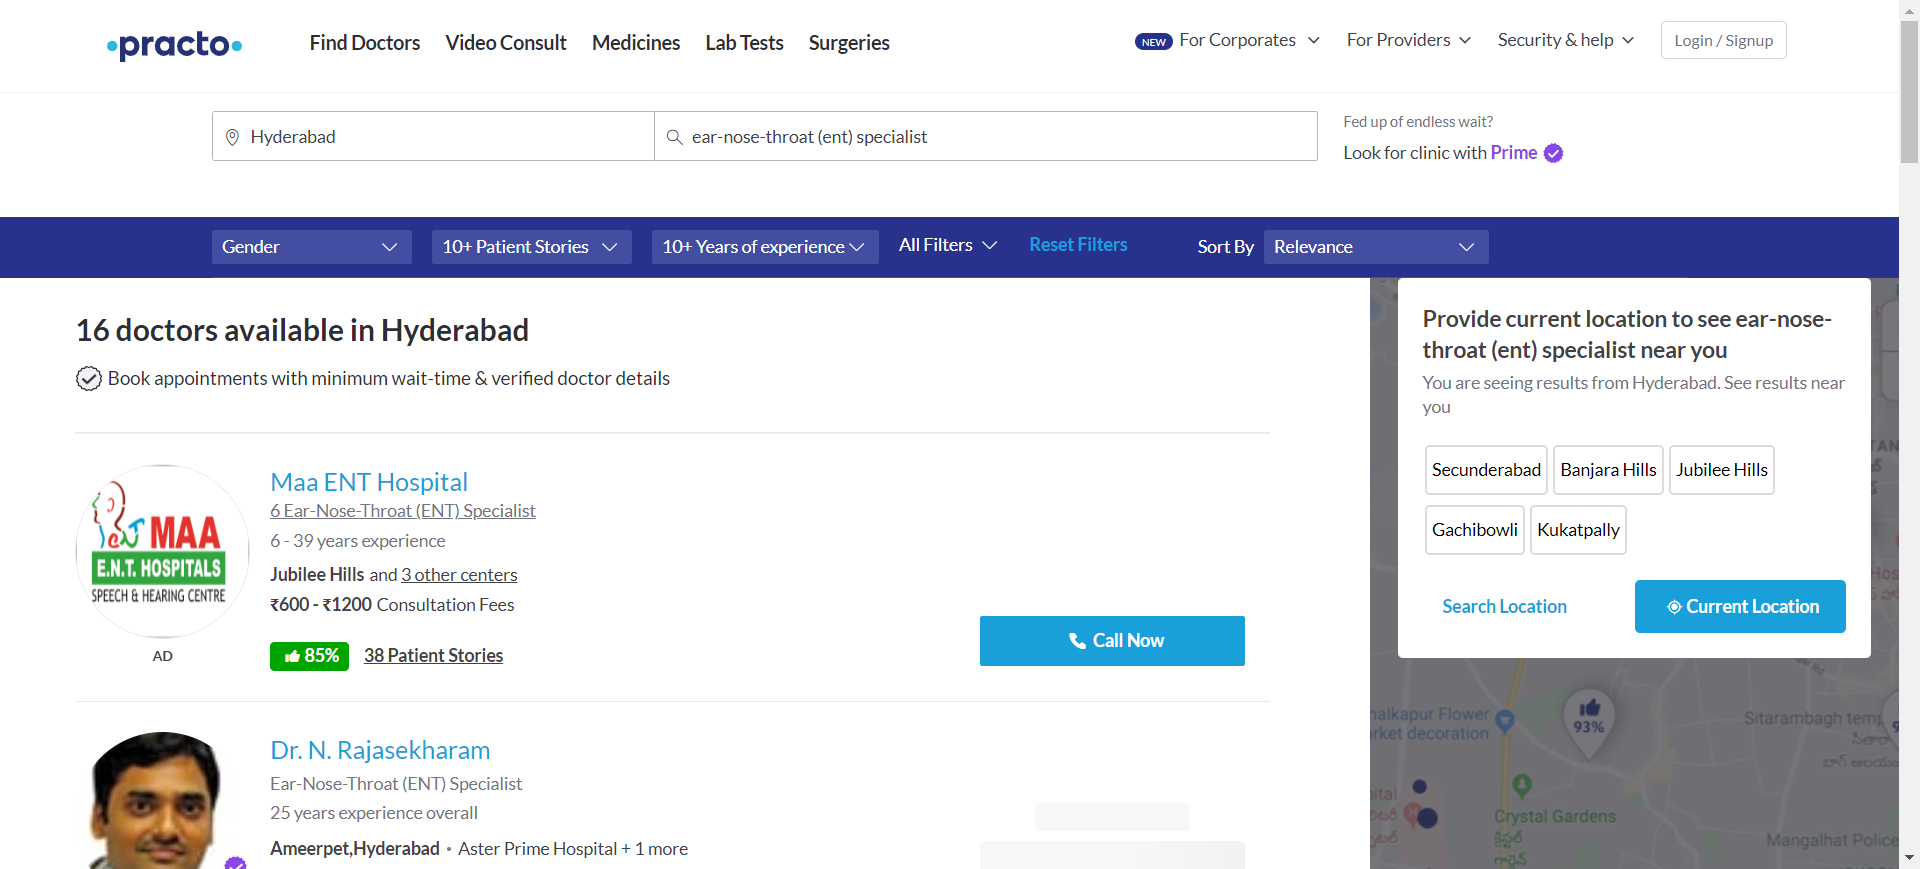 practo
Find Doctors
Video Consult
Medicines
Lab Tests
Surgeries
NEW For Corporates
For Providers
Security & help
Login / Signup
Hyderabad
ear-nose-throat (ent) specialist
Fed up of endless wait?
Look for clinic with Prime
Gender
10+ Patient Stories
10+ Years of experience
All Filters
Reset Filters
Sort By
Relevance
16 doctors available in Hyderabad
Book appointments with minimum wait-time & verified doctor details
MAA
E.N.T. HOSPITALS
SPEECH & HEARING CENTRE
AD
Maa ENT Hospital
6 Ear-Nose-Throat (ENT) Specialist
6 - 39 years experience
Jubilee Hills and 3 other centers
₹600 - ₹1200 Consultation Fees
85%
38 Patient Stories
Call Now
Dr. N. Rajasekharam
Ear-Nose-Throat (ENT) Specialist
25 years experience overall
Ameerpet,Hyderabad • Aster Prime Hospital + 1 more
Provide current location to see ear-nose-
throat (ent) specialist near you
You are seeing results from Hyderabad. See results near
you
Secunderabad
Banjara Hills
Jubilee Hills
Gachibowli
Kukatpally
Search Location
Current Location
Rd
Flower
decoration
93%
Sitarambagh
Crystal Gardens
క్రిస్టల్
గార్డెన్
Mangalhat Police